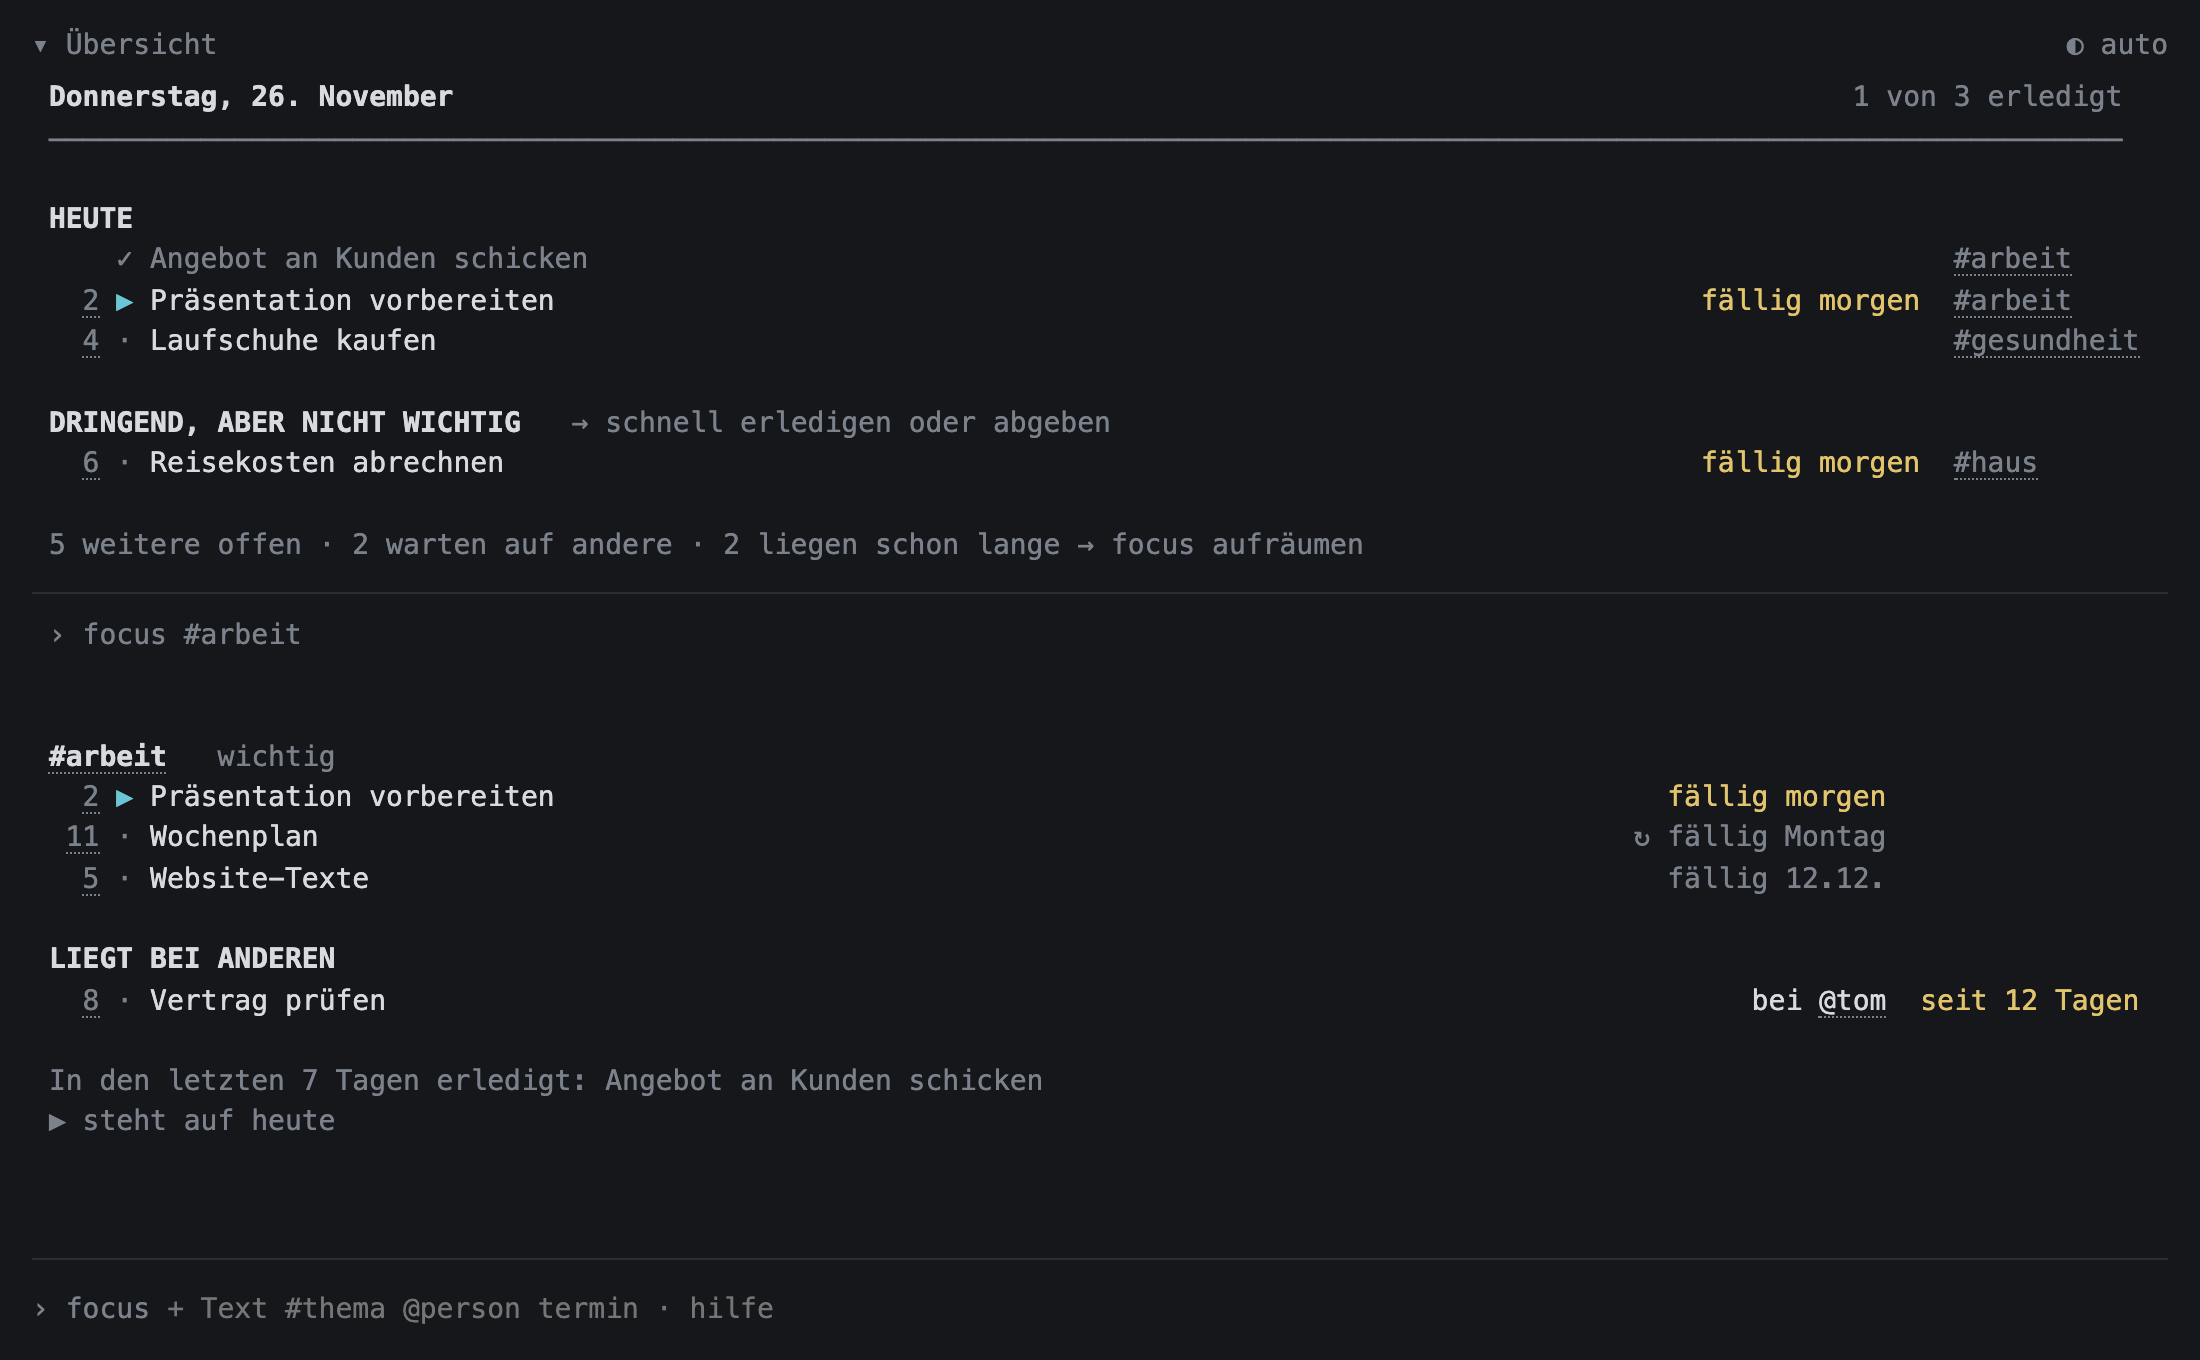 ▾ Übersicht ◐ auto
Donnerstag, 26. November 1 von 3 erledigt
HEUTE
✓ Angebot an Kunden schicken #arbeit
2 ▶ Präsentation vorbereiten fällig morgen #arbeit
4 · Laufschuhe kaufen #gesundheit
DRINGEND, ABER NICHT WICHTIG → schnell erledigen oder abgeben
6 · Reisekosten abrechnen fällig morgen #haus
5 weitere offen · 2 warten auf andere · 2 liegen schon lange → focus aufräumen
› focus #arbeit
#arbeit wichtig
2 ▶ Präsentation vorbereiten fällig morgen
11 · Wochenplan ↻ fällig Montag
5 · Website-Texte fällig 12.12.
LIEGT BEI ANDEREN
8 · Vertrag prüfen bei @tom seit 12 Tagen
In den letzten 7 Tagen erledigt: Angebot an Kunden schicken
▶ steht auf heute
› focus + Text #thema @person termin · hilfe